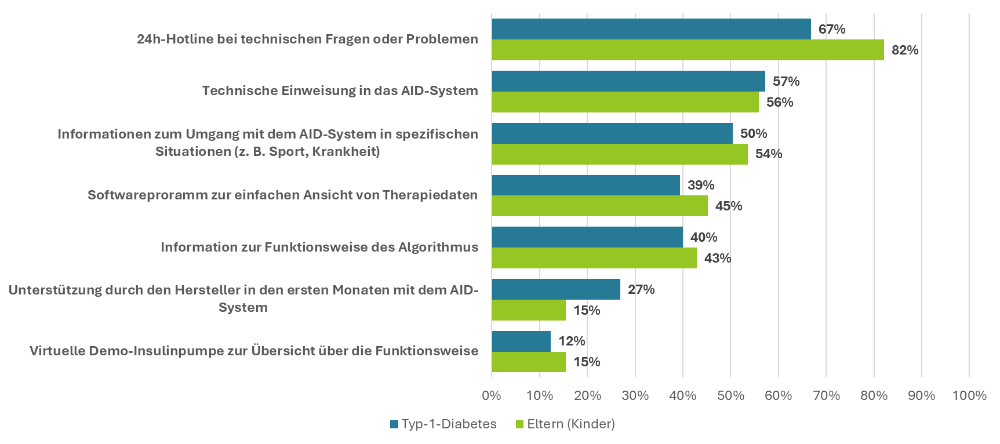 24h-Hotline bei technischen Fragen oder Problemen
67%
82%
Technische Einweisung in das AID-System
57%
56%
Informationen zum Umgang mit dem AID-System in spezifischen
Situationen (z. B. Sport, Krankheit)
50%
54%
Softwareproramm zur einfachen Ansicht von Therapiedaten
39%
45%
Information zur Funktionsweise des Algorithmus
40%
43%
Unterstützung durch den Hersteller in den ersten Monaten mit dem AID-
System
27%
15%
Virtuelle Demo-Insulinpumpe zur Übersicht über die Funktionsweise
12%
15%
0% 10% 20% 30% 40% 50% 60% 70% 80% 90% 100%
Typ-1-Diabetes Eltern (Kinder)